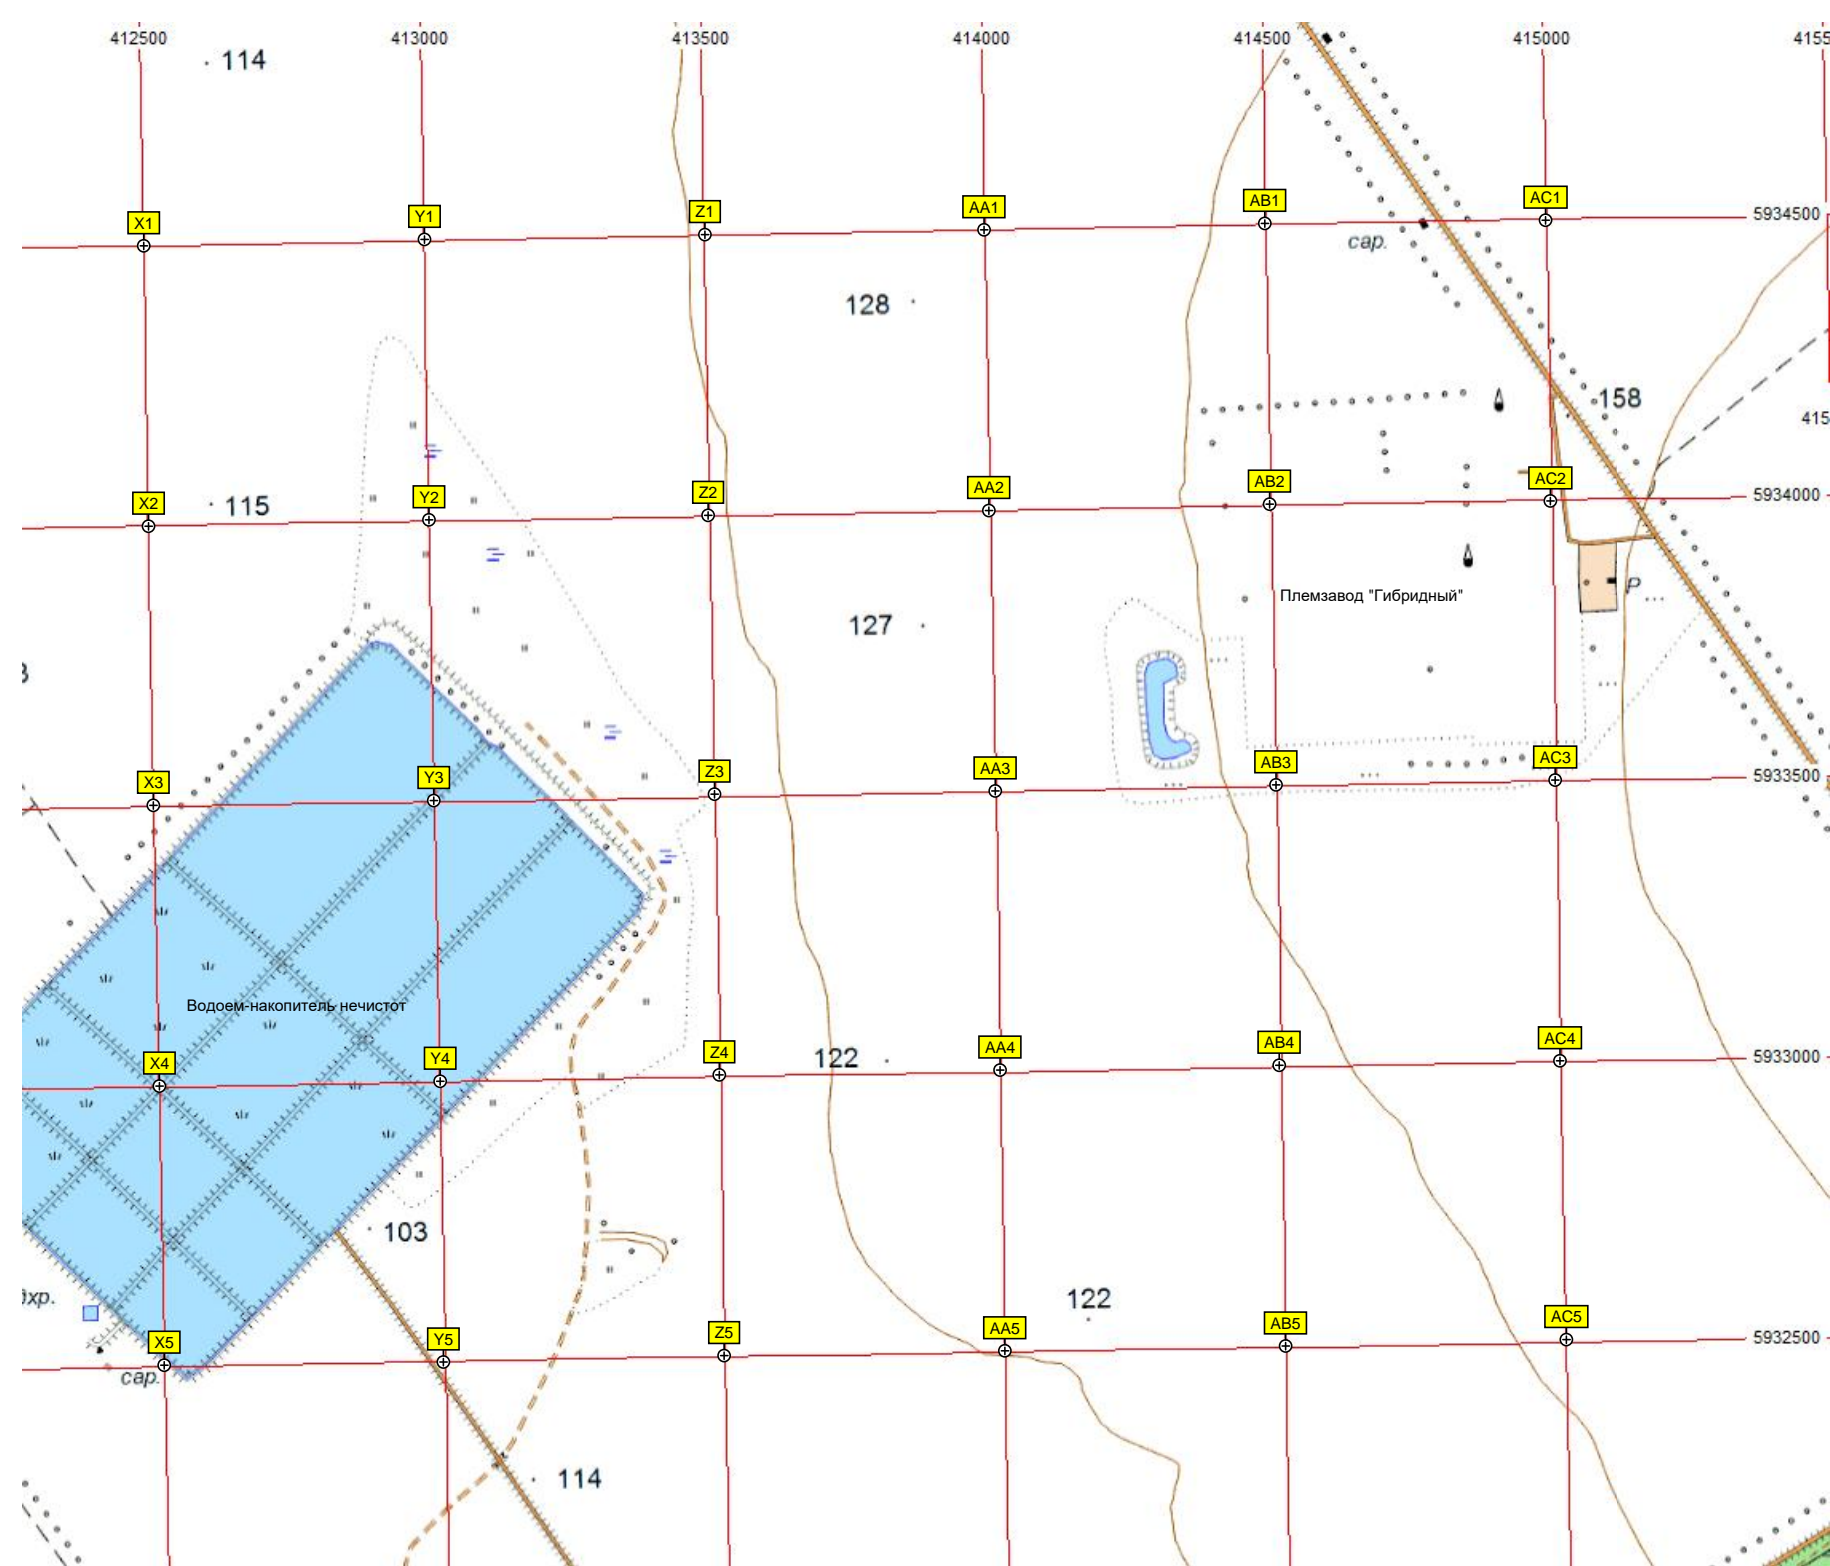 412500 413000 413500 414000 414500 415000 4155
114
X1 Y1 Z1 AA1 AB1 AC1 5934500
сар.
128
158
415
X2 Y2 Z2 AA2 AB2 AC2 5934000
115
Племзавод "Гибридный"
Р
127
X3 Y3 Z3 AA3 AB3 AC3 5933500
Водоем-накопитель нечистот
X4 Y4 Z4 AA4 AB4 AC4 5933000
122
103
122
X5 Y5 Z5 AA5 AB5 AC5 5932500
сар.
114